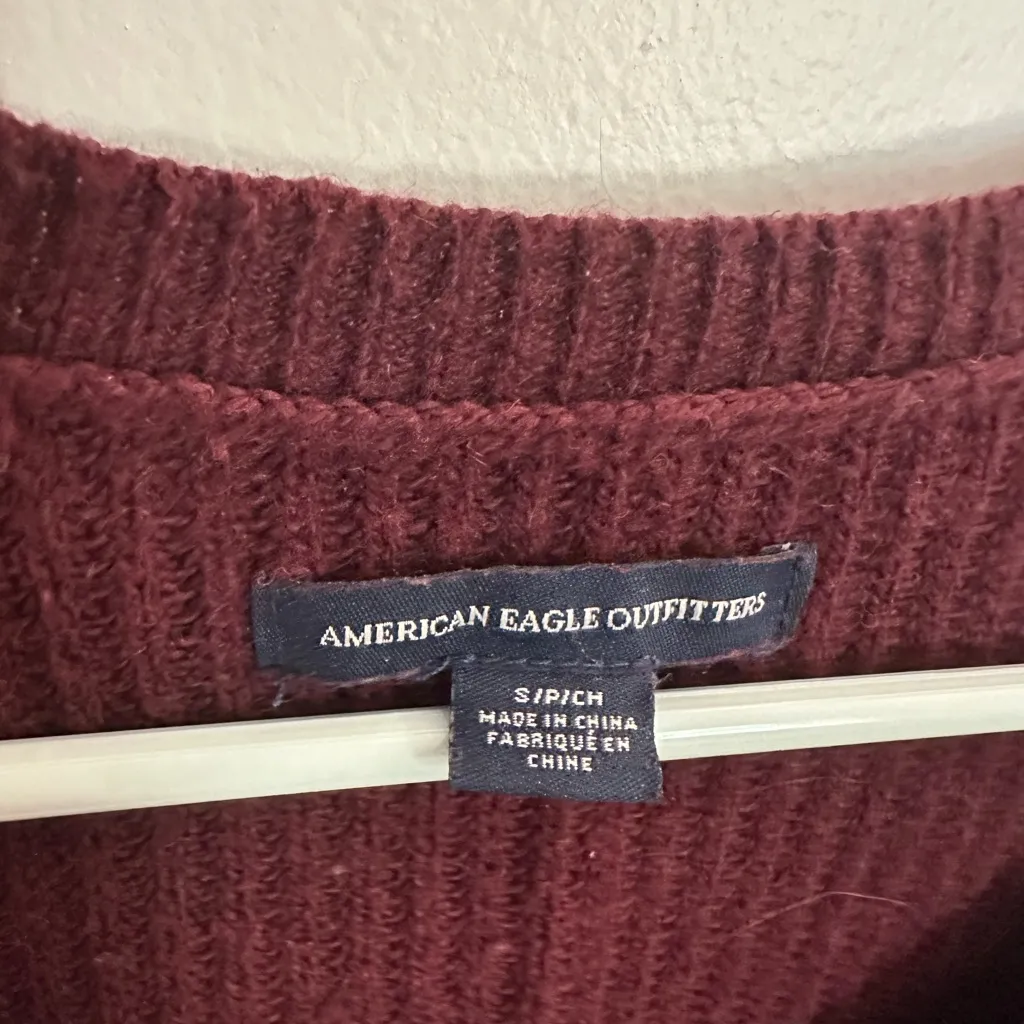 AMERICAN EAGLE OUTFITTERS
S/P/CH
MADE IN CHINA
FABRIQUÉ EN
CHINE